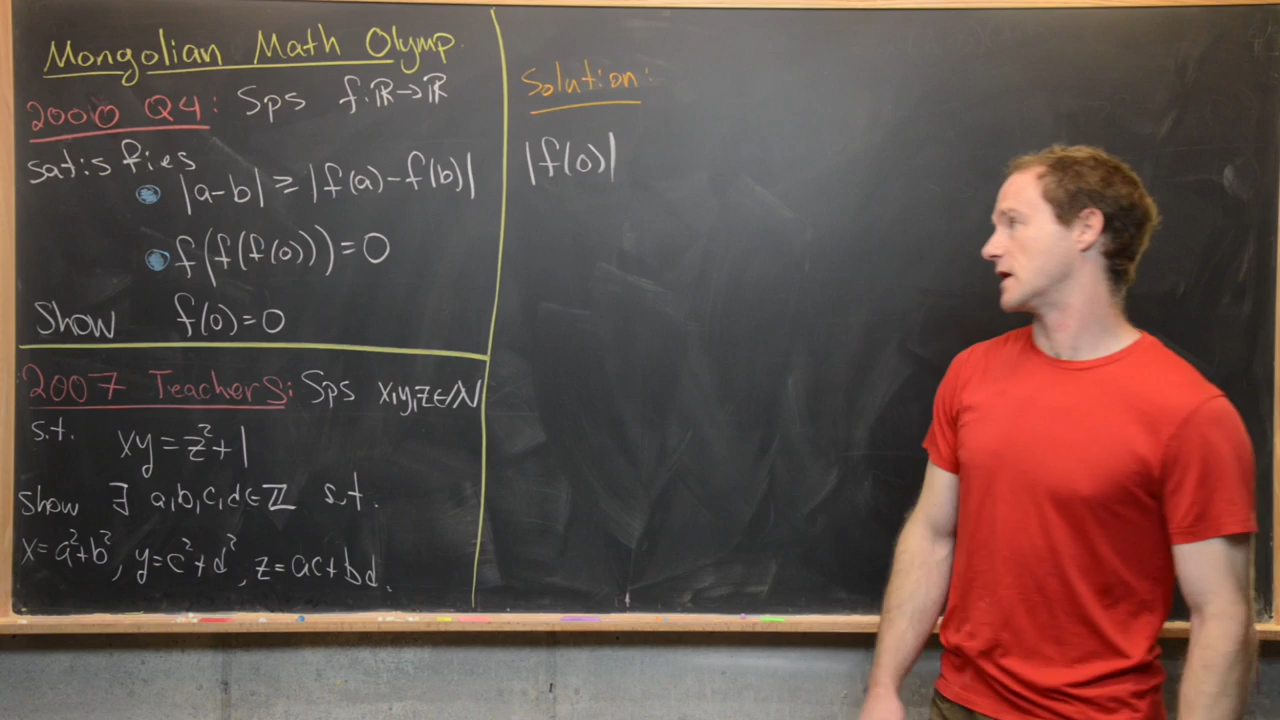 Mongolian Math Olymp.
2000 Q4: Sps f:ℝ→ℝ
satisfies
|a-b| ≥ |f(a)-f(b)|
f(f(f(0)))=0
Show f(0)=0
2007 Teachers: Sps x,y,z∈ℕ
s.t. xy=z²+1
Show ∃ a,b,c,d∈ℤ s.t.
x=a²+b², y=c²+d², z=ac+bd.
Solution:
|f(0)|